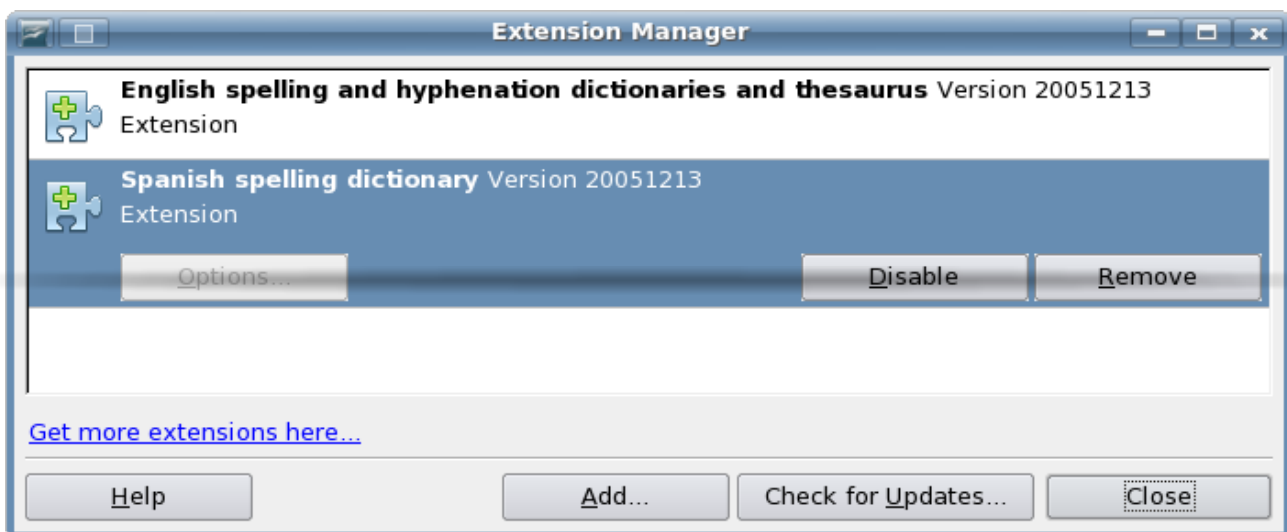 Extension Manager
English spelling and hyphenation dictionaries and thesaurus Version 20051213
Extension
Spanish spelling dictionary Version 20051213
Extension
Options... Disable Remove
Get more extensions here...
Help Add... Check for Updates... Close